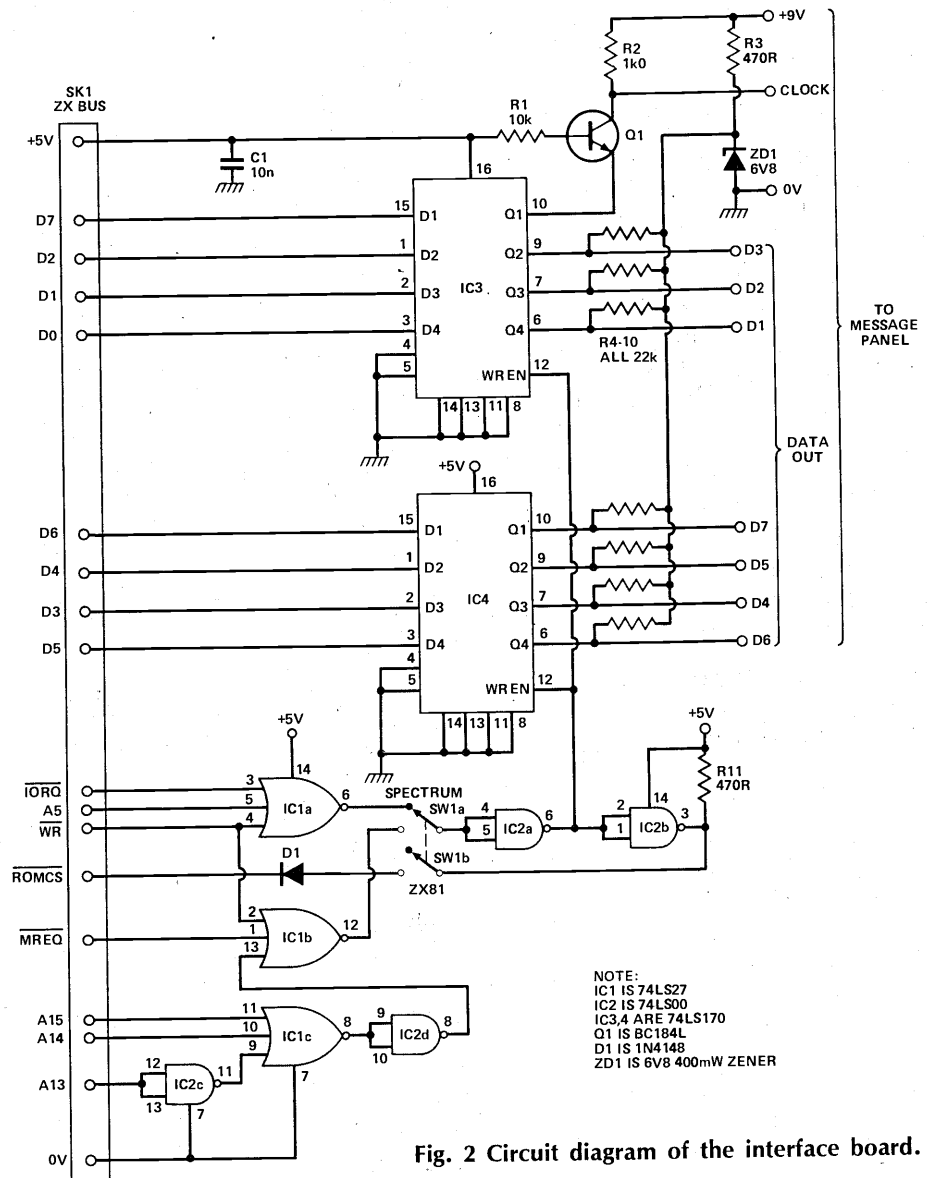 +9V
R2
1k0
R3
470R
SK1
ZX BUS
CLOCK
R1
10k
Q1
+5V
C1
10n
ZD1
6V8
16
0V
D7
15
D1
Q1
10
D2
1
D2
Q2
9
D3
D1
2
D3
IC3
Q3
7
D2
D0
3
D4
Q4
6
D1
R4-10
ALL 22k
TO
MESSAGE
PANEL
4
5
WREN
12
14
13
11
8
DATA
OUT
+5V
16
D6
15
D1
Q1
10
D7
D4
1
D2
Q2
9
D5
D3
2
D3
IC4
Q3
7
D4
D5
3
D4
Q4
6
D6
4
5
WREN
12
14
13
11
8
+5V
+5V
14
R11
470R
IORQ
3
A5
5
WR
4
IC1a
6
SPECTRUM
SW1a
4
5
IC2a
6
2
1
14
IC2b
3
ROMCS
D1
SW1b
ZX81
MREQ
2
1
13
IC1b
12
A15
11
A14
10
9
IC1c
8
7
9
10
IC2d
8
A13
12
13
IC2c
11
7
0V
NOTE:
IC1 IS 74LS27
IC2 IS 74LS00
IC3,4 ARE 74LS170
Q1 IS BC184L
D1 IS 1N4148
ZD1 IS 6V8 400mW ZENER
Fig. 2 Circuit diagram of the interface board.